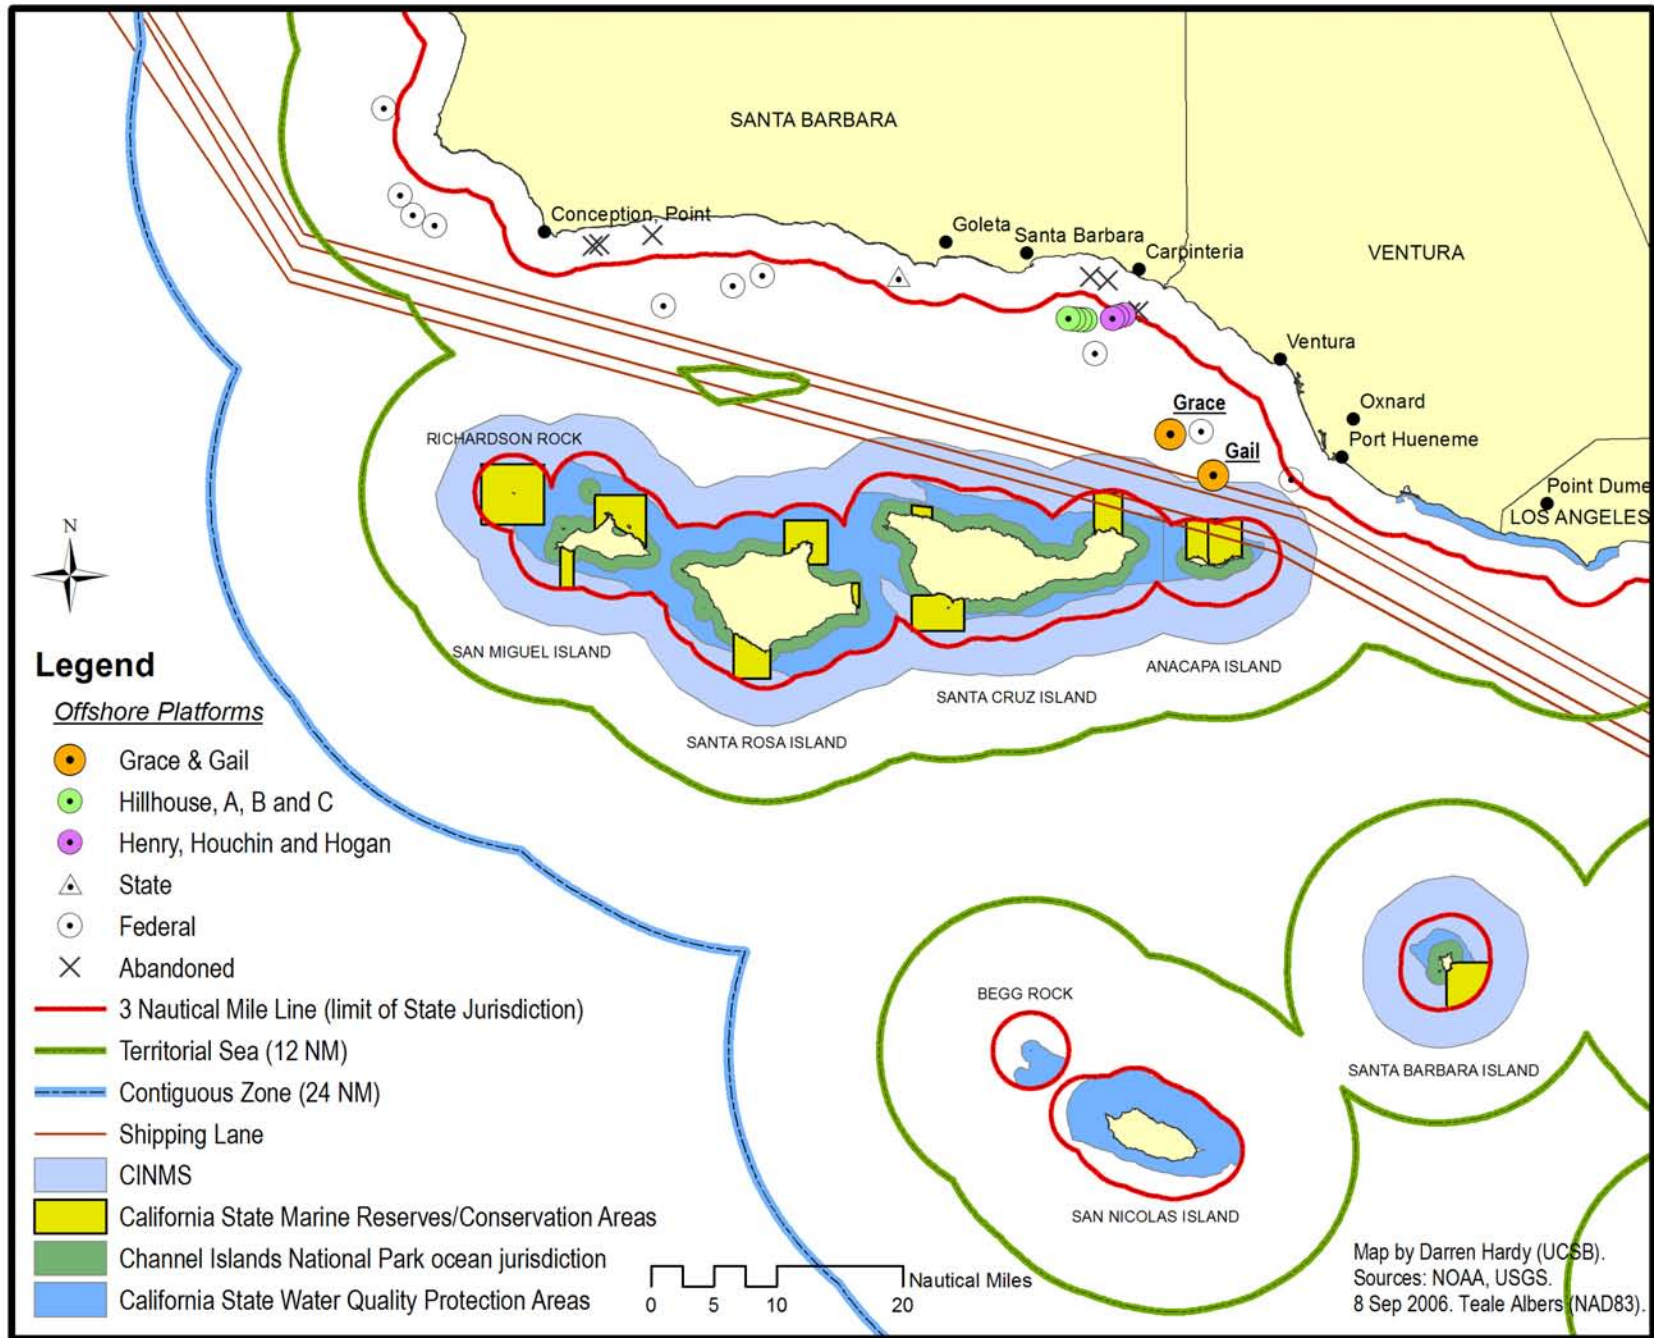 SANTA BARBARA
Conception, Point
Goleta
Santa Barbara
Carpinteria
VENTURA
Ventura
Grace
Oxnard
Port Hueneme
Gail
RICHARDSON ROCK
Point Dume
LOS ANGELES
N
SAN MIGUEL ISLAND
ANACAPA ISLAND
SANTA CRUZ ISLAND
SANTA ROSA ISLAND
Legend
Offshore Platforms
Grace & Gail
Hillhouse, A, B and C
Henry, Houchin and Hogan
State
Federal
Abandoned
3 Nautical Mile Line (limit of State Jurisdiction)
Territorial Sea (12 NM)
Contiguous Zone (24 NM)
Shipping Lane
CINMS
California State Marine Reserves/Conservation Areas
Channel Islands National Park ocean jurisdiction
California State Water Quality Protection Areas
BEGG ROCK
SANTA BARBARA ISLAND
SAN NICOLAS ISLAND
Nautical Miles
0 5 10 20
Map by Darren Hardy (UCSB).
Sources: NOAA, USGS.
8 Sep 2006. Teale Albers (NAD83).